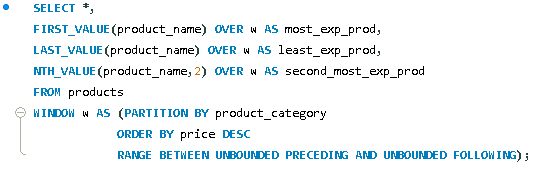 SELECT *,
FIRST_VALUE(product_name) OVER w AS most_exp_prod,
LAST_VALUE(product_name) OVER w AS least_exp_prod,
NTH_VALUE(product_name,2) OVER w AS second_most_exp_prod
FROM products
WINDOW w AS (PARTITION BY product_category
ORDER BY price DESC
RANGE BETWEEN UNBOUNDED PRECEDING AND UNBOUNDED FOLLOWING);